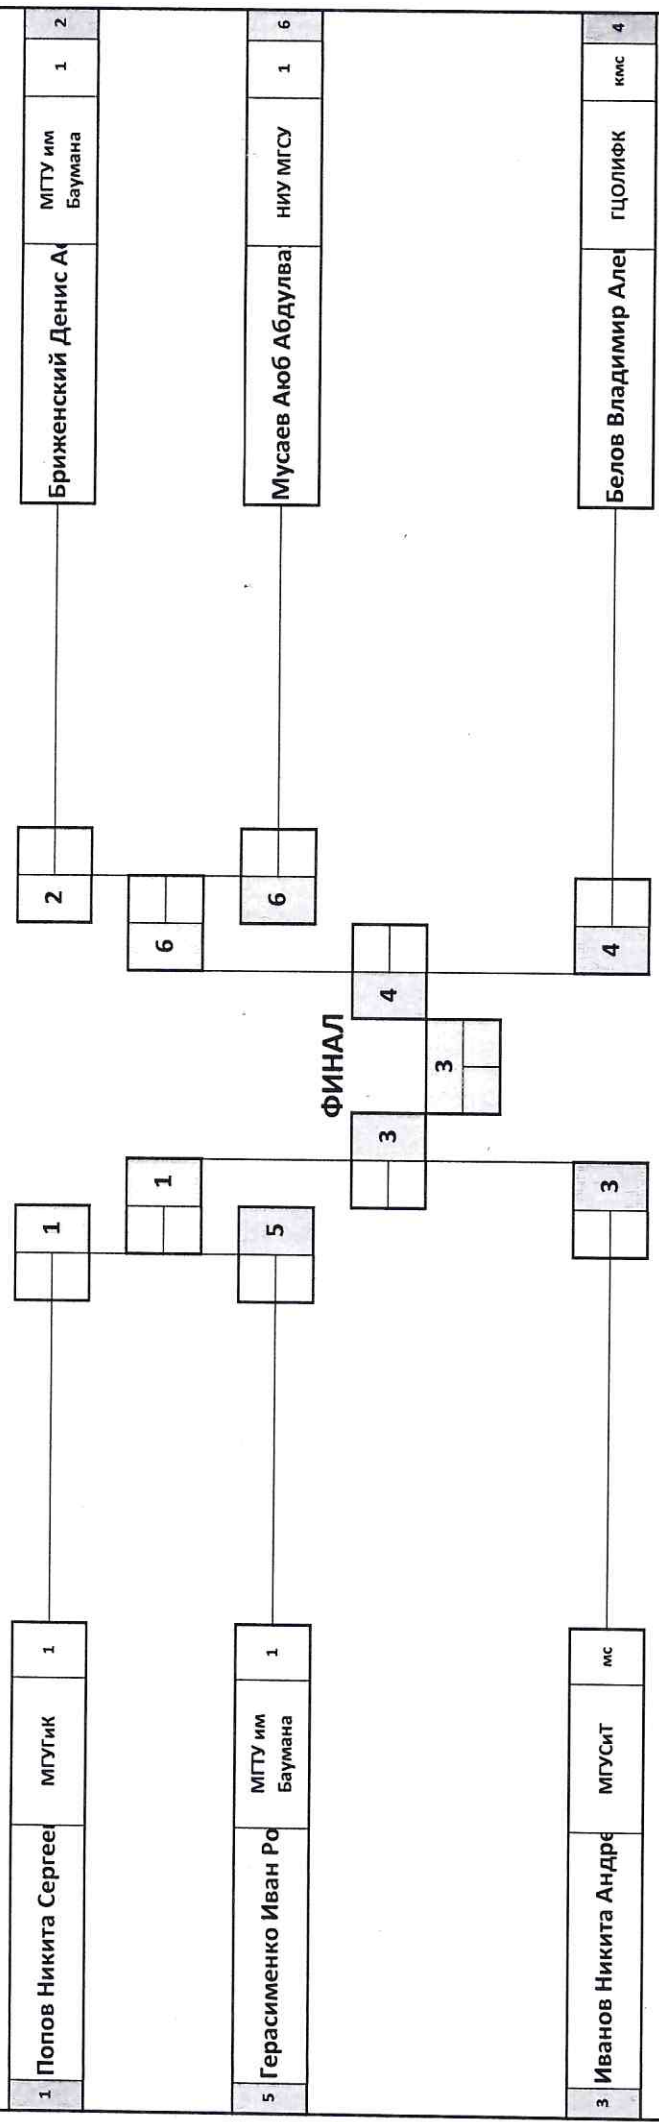 1 Попов Никита Сергее МГУГиК 1
1
2
Бриженский Денис Ас МГТУ им Баумана 1 2
1
6
5 Герасименко Иван Ро МГТУ им Баумана 1
5
6
Мусаев Аюб Абдулва НИУ МГСУ 1 6
ФИНАЛ
3
4
3
3 Иванов Никита Андре МГУСиТ мс
3
4
Белов Владимир Але ГЦОЛИФК кмс 4